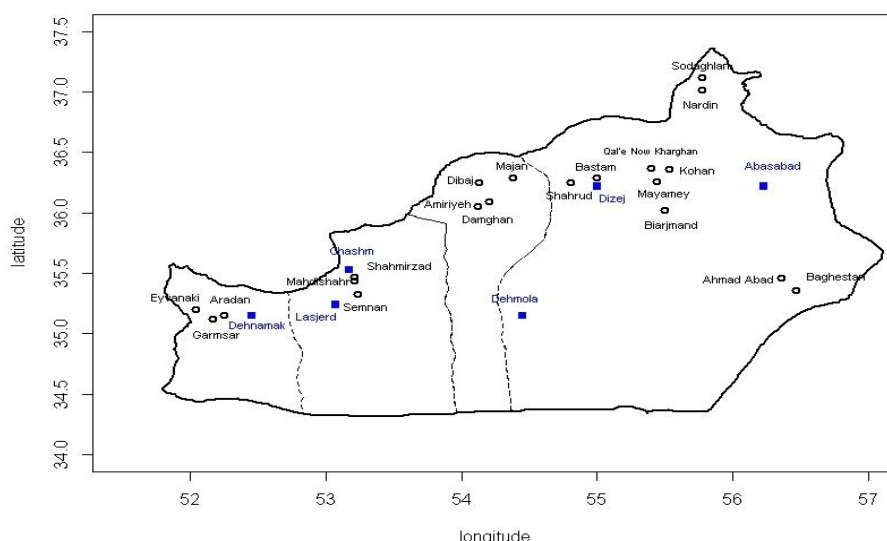 37.5
37.0
36.5
36.0
35.5
35.0
34.5
34.0
latitude
Sodaghlan
Nardin
Qal'e Now Kharghan
Majan
Bastam
Kohan
Abasabad
Dibaj
Shahrud
Dizej
Mayamey
Amiriyeh
Damghan
Biarjmand
Ghashm
Shahmirzad
Mahdishahr
Ahmad Abad
Baghestan
Eyvanaki
Aradan
Semnan
Lasjerd
Dehmola
Dehnamak
Garmsar
52
53
54
55
56
57
longitude